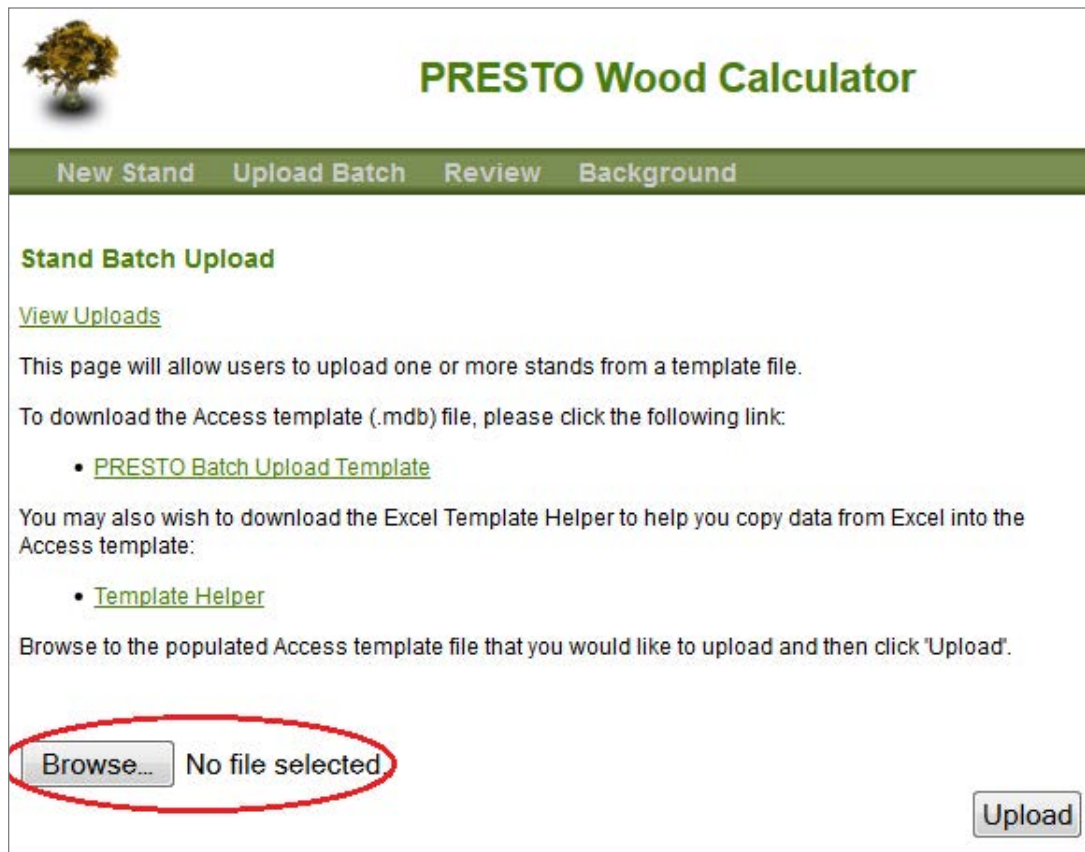 PRESTO Wood Calculator
New Stand Upload Batch Review Background
Stand Batch Upload
View Uploads
This page will allow users to upload one or more stands from a template file.
To download the Access template (.mdb) file, please click the following link:
• PRESTO Batch Upload Template
You may also wish to download the Excel Template Helper to help you copy data from Excel into the
Access template:
• Template Helper
Browse to the populated Access template file that you would like to upload and then click 'Upload'.
Browse... No file selected
Upload